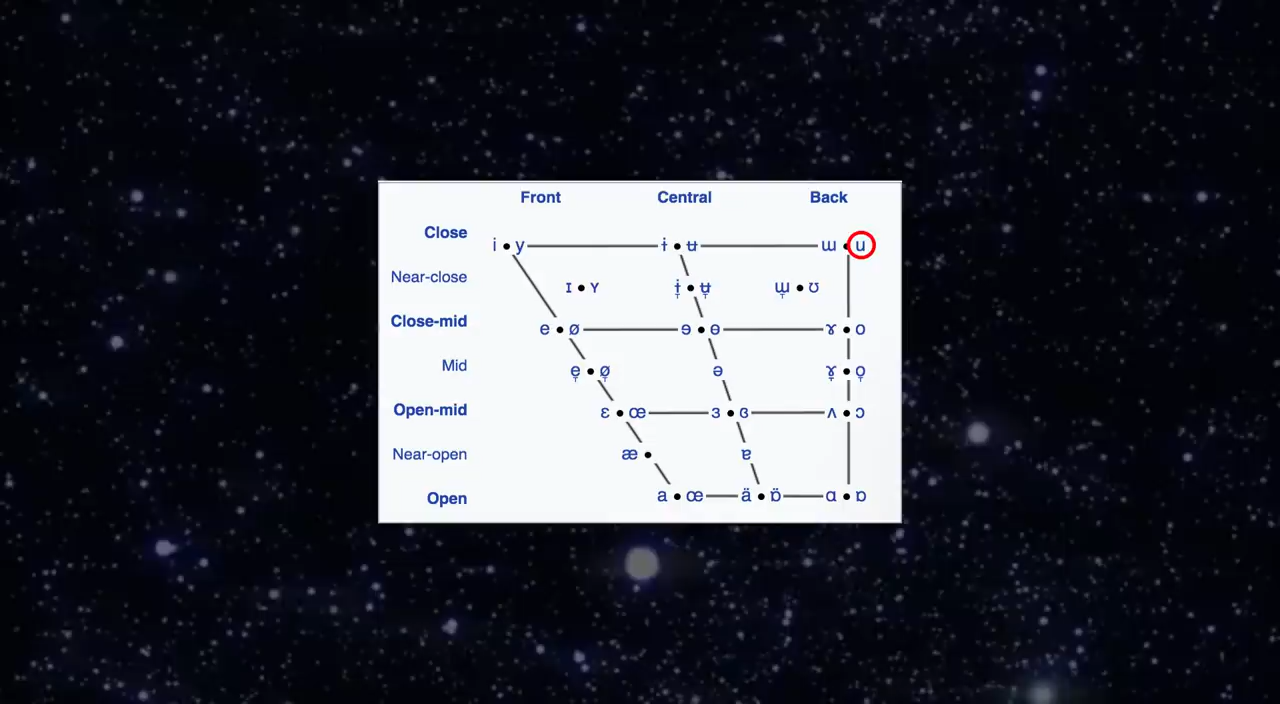 Front Central Back
Close
i y ɨ ʉ ɯ u
Near-close
ɪ ʏ ɨ̞ ʉ̞ ɯ̞ ʊ
Close-mid
e ø ɘ ɵ ɤ o
Mid
e̞ ø̞ ə ɤ̞ o̞
Open-mid
ɛ œ ɜ ɞ ʌ ɔ
Near-open
æ ɐ
Open
a œ ä ɒ̈ ɑ ɒ